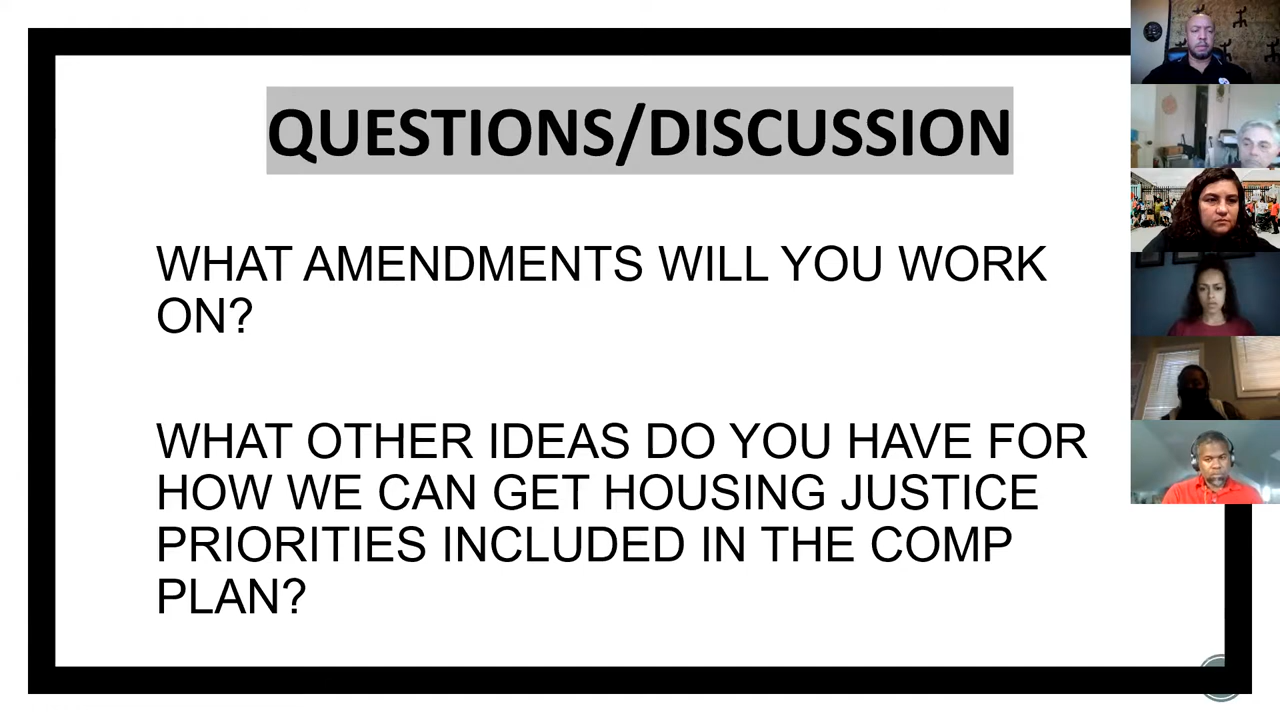 QUESTIONS/DISCUSSION
WHAT AMENDMENTS WILL YOU WORK
ON?
WHAT OTHER IDEAS DO YOU HAVE FOR
HOW WE CAN GET HOUSING JUSTICE
PRIORITIES INCLUDED IN THE COMP
PLAN?